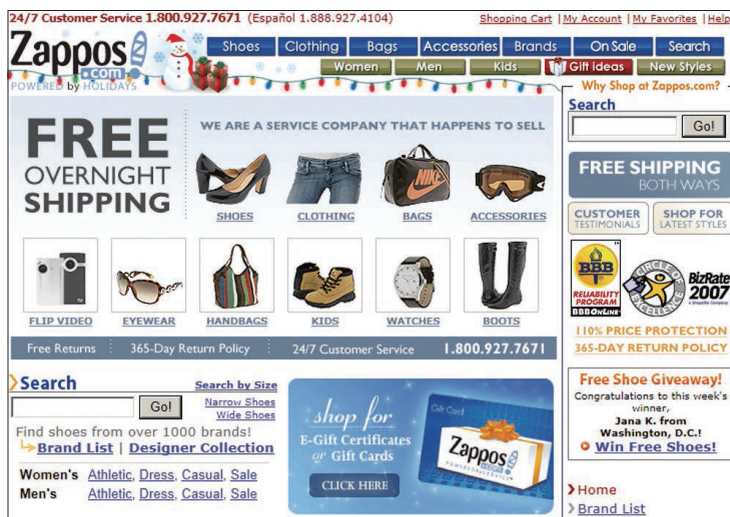 24/7 Customer Service 1.800.927.7671 (Español 1.888.927.4104)
Shopping Cart | My Account | My Favorites | Help
Zappos
.com
POWERED by HOLIDAYS
Shoes Clothing Bags Accessories Brands On Sale Search
Women Men Kids Gift ideas New Styles
FREE
OVERNIGHT
SHIPPING
WE ARE A SERVICE COMPANY THAT HAPPENS TO SELL
NIKE
SHOES CLOTHING BAGS ACCESSORIES
FLIP VIDEO EYEWEAR HANDBAGS KIDS WATCHES BOOTS
Free Returns 365-Day Return Policy 24/7 Customer Service 1.800.927.7671
Search Search by Size
Go! Narrow Shoes
Wide Shoes
Find shoes from over 1000 brands!
Brand List | Designer Collection
Women's Athletic, Dress, Casual, Sale
Men's Athletic, Dress, Casual, Sale
shop for
E-Gift Certificates
or Gift Cards
CLICK HERE
Gift Card
Zappos
.com
POWERED by SERVICE
Why Shop at Zappos.com?
Search
Go!
FREE SHIPPING
BOTH WAYS
CUSTOMER
TESTIMONIALS
SHOP FOR
LATEST STYLES
BBB
RELIABILITY
PROGRAM
BBBONLINE
CIRCLE OF
EXCELLENCE
BizRate
2007
110% PRICE PROTECTION
365-DAY RETURN POLICY
Free Shoe Giveaway!
Congratulations to this week's
winner,
Jana K. from
Washington, D.C.!
Win Free Shoes!
Home
Brand List